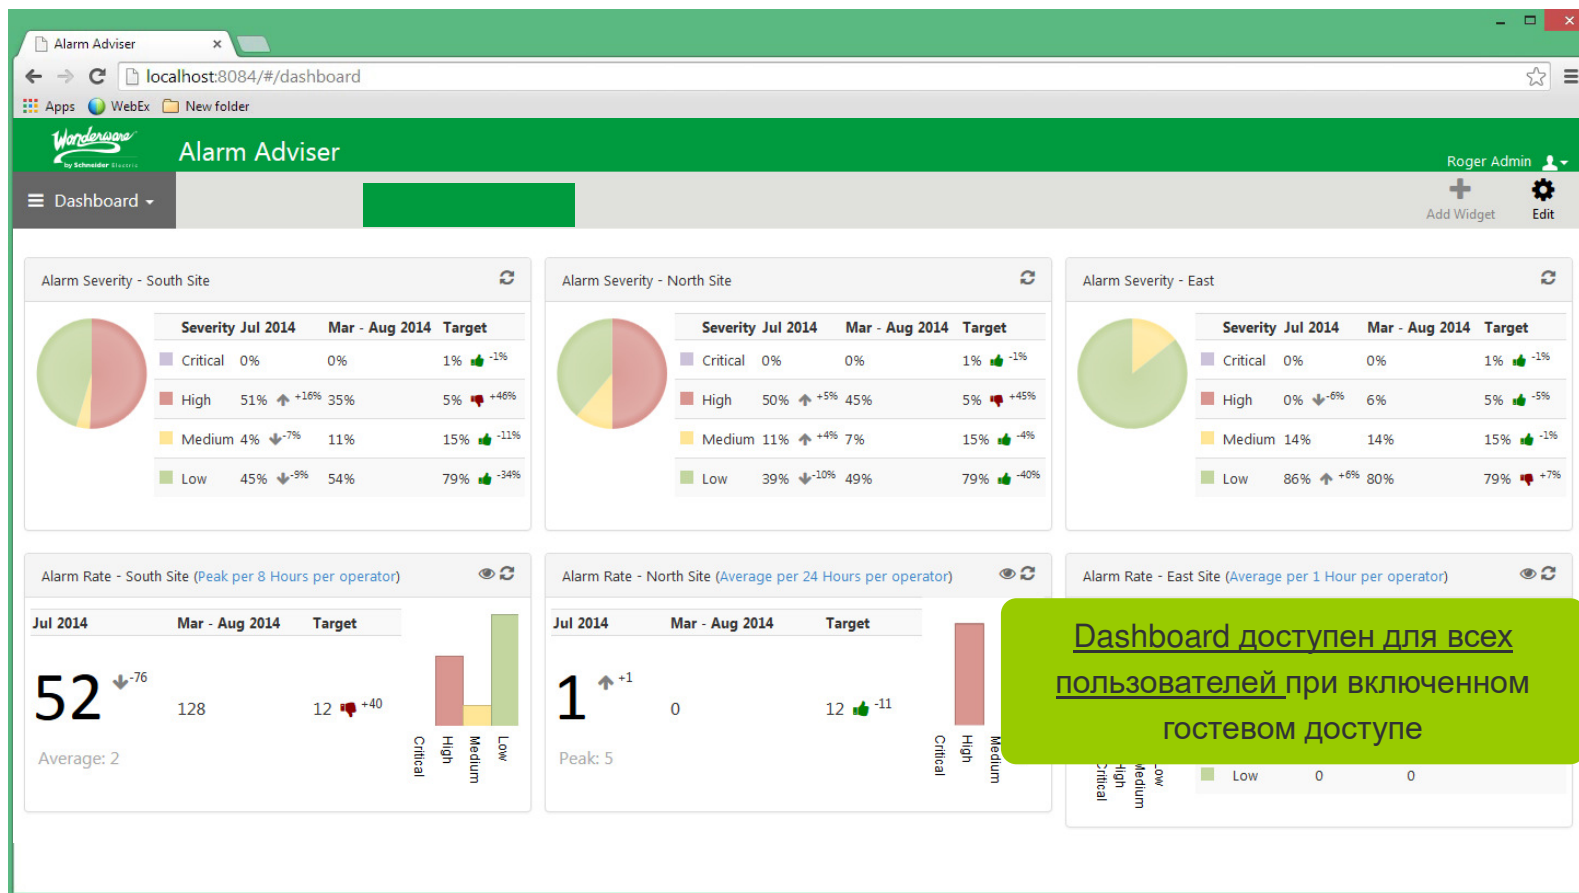 Alarm Adviser
localhost:8084/#/dashboard
Apps WebEx New folder
Wonderware
by Schneider Electric
Alarm Adviser
Roger Admin
Dashboard
Add Widget Edit
Alarm Severity - South Site
Severity Jul 2014 Mar - Aug 2014 Target
Critical 0% 0% 1% -1%
High 51% +16% 35% 5% +46%
Medium 4% -7% 11% 15% -11%
Low 45% -9% 54% 79% -34%
Alarm Severity - North Site
Severity Jul 2014 Mar - Aug 2014 Target
Critical 0% 0% 1% -1%
High 50% +5% 45% 5% +45%
Medium 11% +4% 7% 15% -4%
Low 39% -10% 49% 79% -40%
Alarm Severity - East
Severity Jul 2014 Mar - Aug 2014 Target
Critical 0% 0% 1% -1%
High 0% -6% 6% 5% -5%
Medium 14% 14% 15% -1%
Low 86% +6% 80% 79% +7%
Alarm Rate - South Site (Peak per 8 Hours per operator)
Jul 2014 Mar - Aug 2014 Target
52 -76 128 12 +40
Average: 2
Critical
High
Medium
Low
Alarm Rate - North Site (Average per 24 Hours per operator)
Jul 2014 Mar - Aug 2014 Target
1 +1 0 12 -11
Peak: 5
Critical
High
Medium
Alarm Rate - East Site (Average per 1 Hour per operator)
Dashboard доступен для всех
пользователей при включенном
гостевом доступе
Critical
High
Medium
Low
Low 0 0